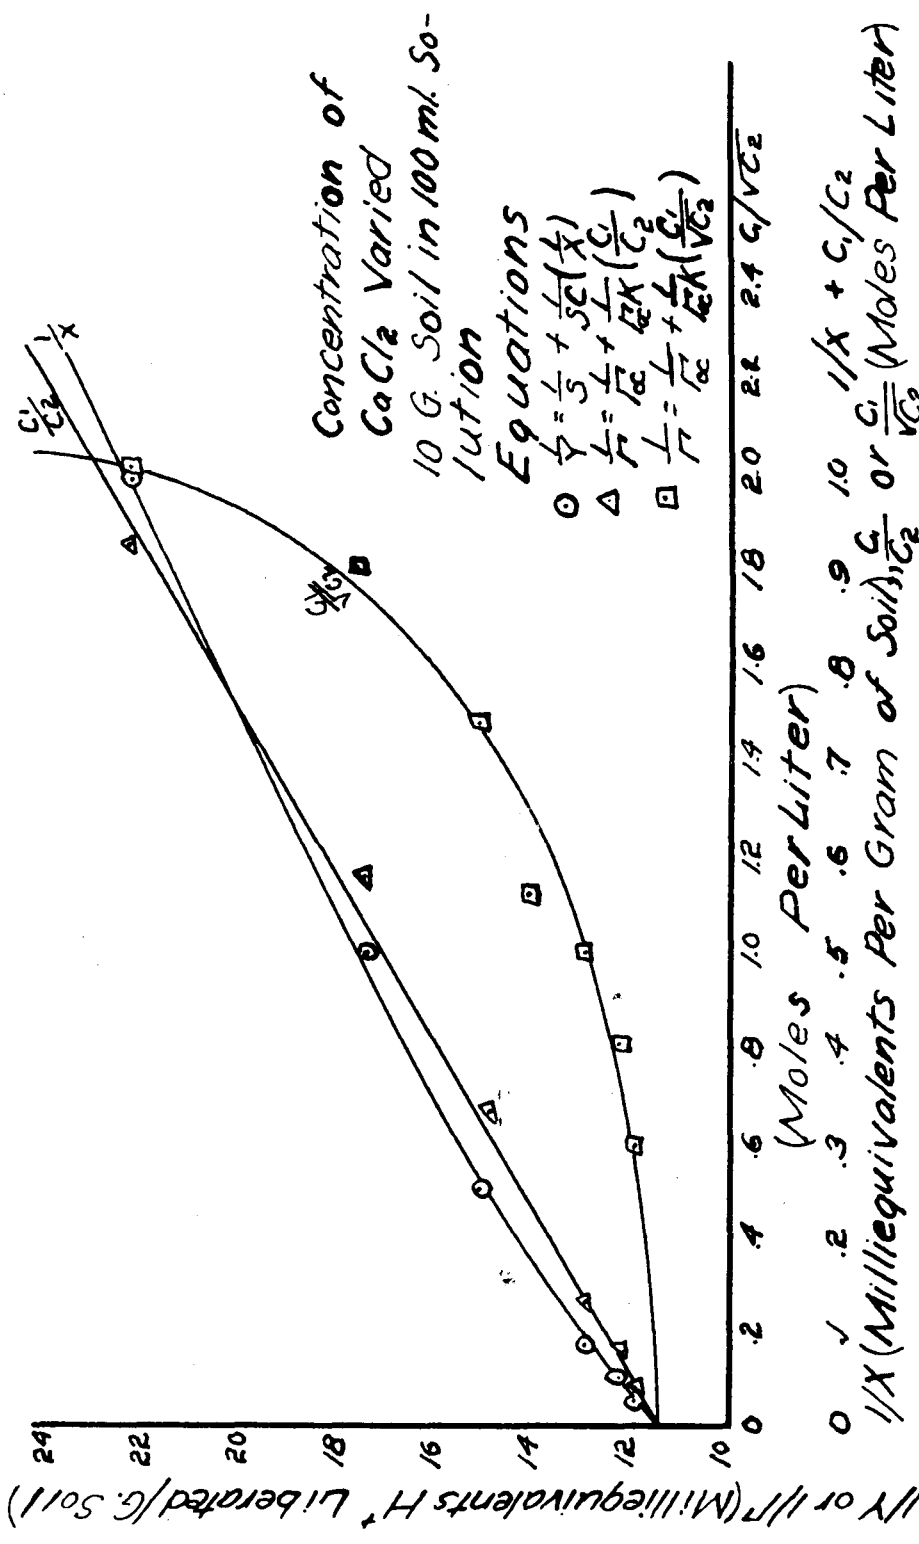 1/Y or 1/Γ (Milliequivalents H⁺ Liberated/G. Soil)
24
22
20
18
16
14
12
10
C₁/C₂
1/X
C₁/√C₂
Concentration of
CaCl₂ Varied
10 G. Soil in 100 ml. So-
lution
Equations
⊙ 1/Y = 1/S + 1/SC (1/X)
△ 1/Γ = 1/Γ∝ + 1/Γ∝K (C₁/C₂)
⊡ 1/Γ = 1/Γ∝ + 1/Γ∝K (C₁/√C₂)
0 .2 .4 .6 .8 1.0 1.2 1.4 1.6 1.8 2.0 2.2 2.4 C₁/√C₂
(Moles Per Liter)
0 .1 .2 .3 .4 .5 .6 .7 .8 .9 1.0 1/X + C₁/C₂
1/X (Milliequivalents Per Gram of Soil), C₁/C₂ or C₁/√C₂ (Moles Per Liter)